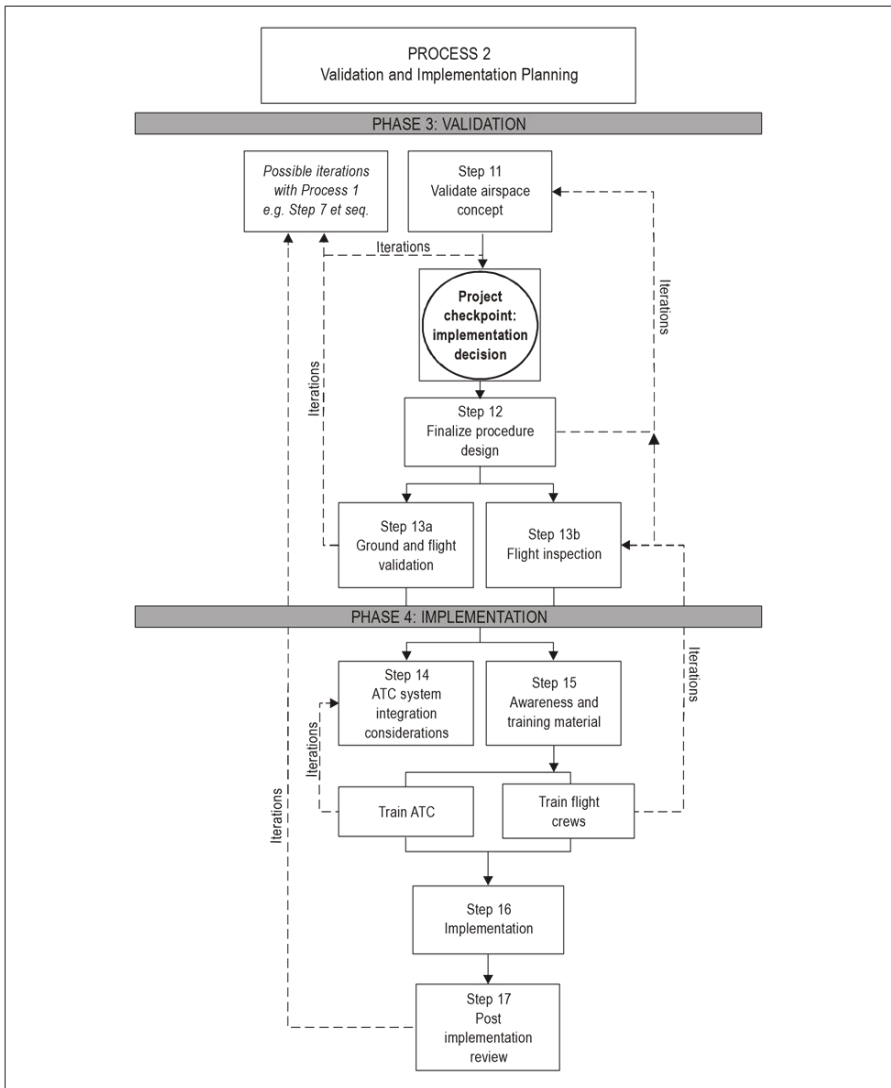 PROCESS 2
Validation and Implementation Planning
PHASE 3: VALIDATION
Possible iterations
with Process 1
e.g. Step 7 et seq.
Step 11
Validate airspace
concept
Iterations
Project
checkpoint:
implementation
decision
Iterations
Iterations
Step 12
Finalize procedure
design
Step 13a
Ground and flight
validation
Step 13b
Flight inspection
PHASE 4: IMPLEMENTATION
Step 14
ATC system
integration
considerations
Step 15
Awareness and
training material
Iterations
Iterations
Train ATC
Train flight
crews
Iterations
Step 16
Implementation
Step 17
Post
implementation
review